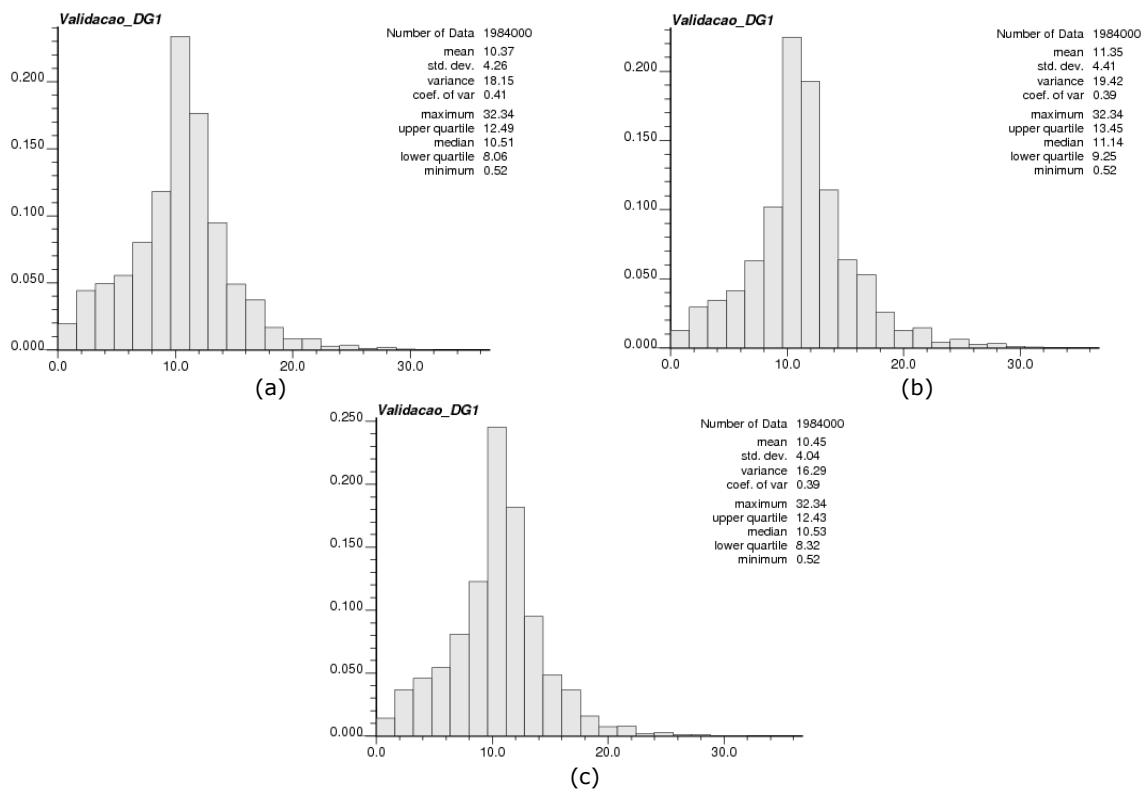 Validacao_DG1
Number of Data 1984000
mean 10.37
std. dev. 4.26
variance 18.15
coef. of var 0.41
maximum 32.34
upper quartile 12.49
median 10.51
lower quartile 8.06
minimum 0.52
0.200
0.150
0.100
0.050
0.000
0.0 10.0 20.0 30.0
(a)
Validacao_DG1
Number of Data 1984000
mean 11.35
std. dev. 4.41
variance 19.42
coef. of var 0.39
maximum 32.34
upper quartile 13.45
median 11.14
lower quartile 9.25
minimum 0.52
0.200
0.150
0.100
0.050
0.000
0.0 10.0 20.0 30.0
(b)
Validacao_DG1
Number of Data 1984000
mean 10.45
std. dev. 4.04
variance 16.29
coef. of var 0.39
maximum 32.34
upper quartile 12.43
median 10.53
lower quartile 8.32
minimum 0.52
0.250
0.200
0.150
0.100
0.050
0.000
0.0 10.0 20.0 30.0
(c)